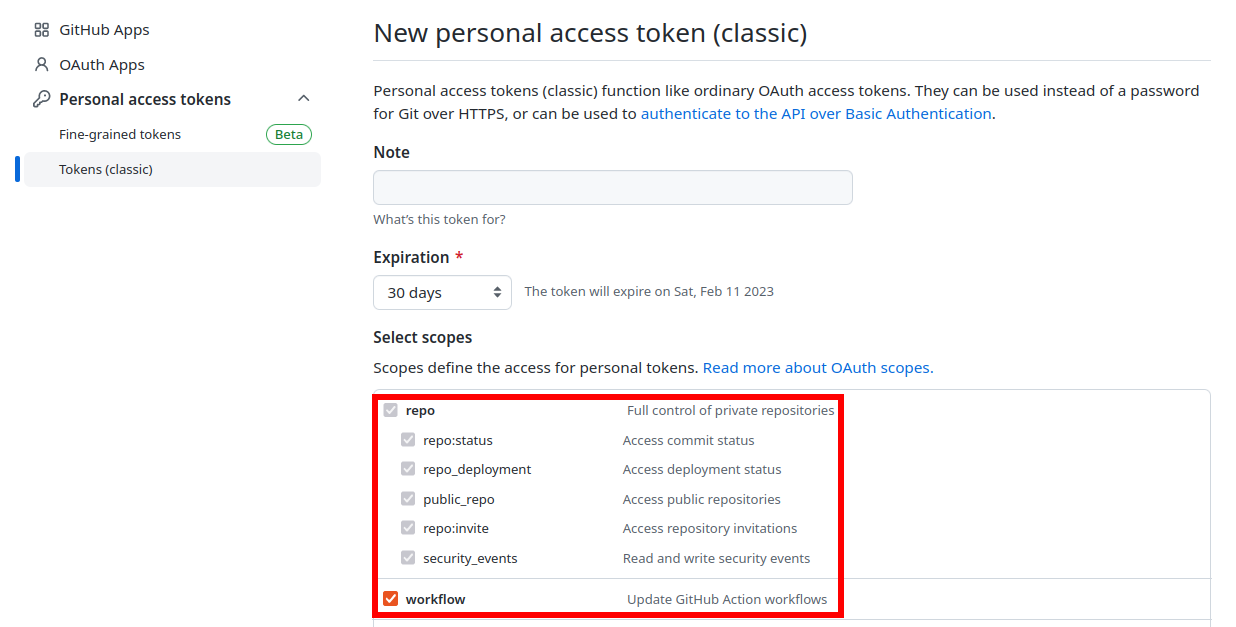 GitHub Apps
OAuth Apps
Personal access tokens
Fine-grained tokens Beta
Tokens (classic)
New personal access token (classic)
Personal access tokens (classic) function like ordinary OAuth access tokens. They can be used instead of a password
for Git over HTTPS, or can be used to authenticate to the API over Basic Authentication.
Note
What's this token for?
Expiration *
30 days The token will expire on Sat, Feb 11 2023
Select scopes
Scopes define the access for personal tokens. Read more about OAuth scopes.
repo Full control of private repositories
repo:status Access commit status
repo_deployment Access deployment status
public_repo Access public repositories
repo:invite Access repository invitations
security_events Read and write security events
workflow Update GitHub Action workflows